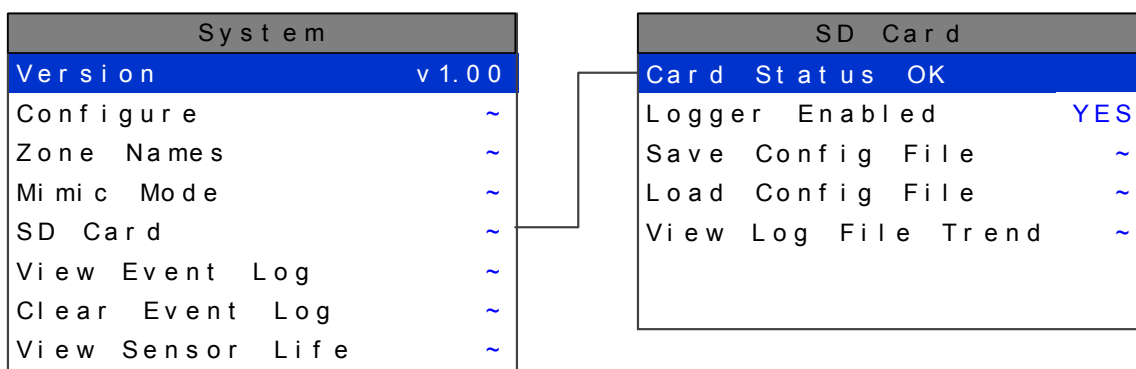 System
Version v1.00
Configure ~
Zone Names ~
Mimic Mode ~
SD Card ~
View Event Log ~
Clear Event Log ~
View Sensor Life ~
SD Card
Card Status OK
Logger Enabled YES
Save Config File ~
Load Config File ~
View Log File Trend ~